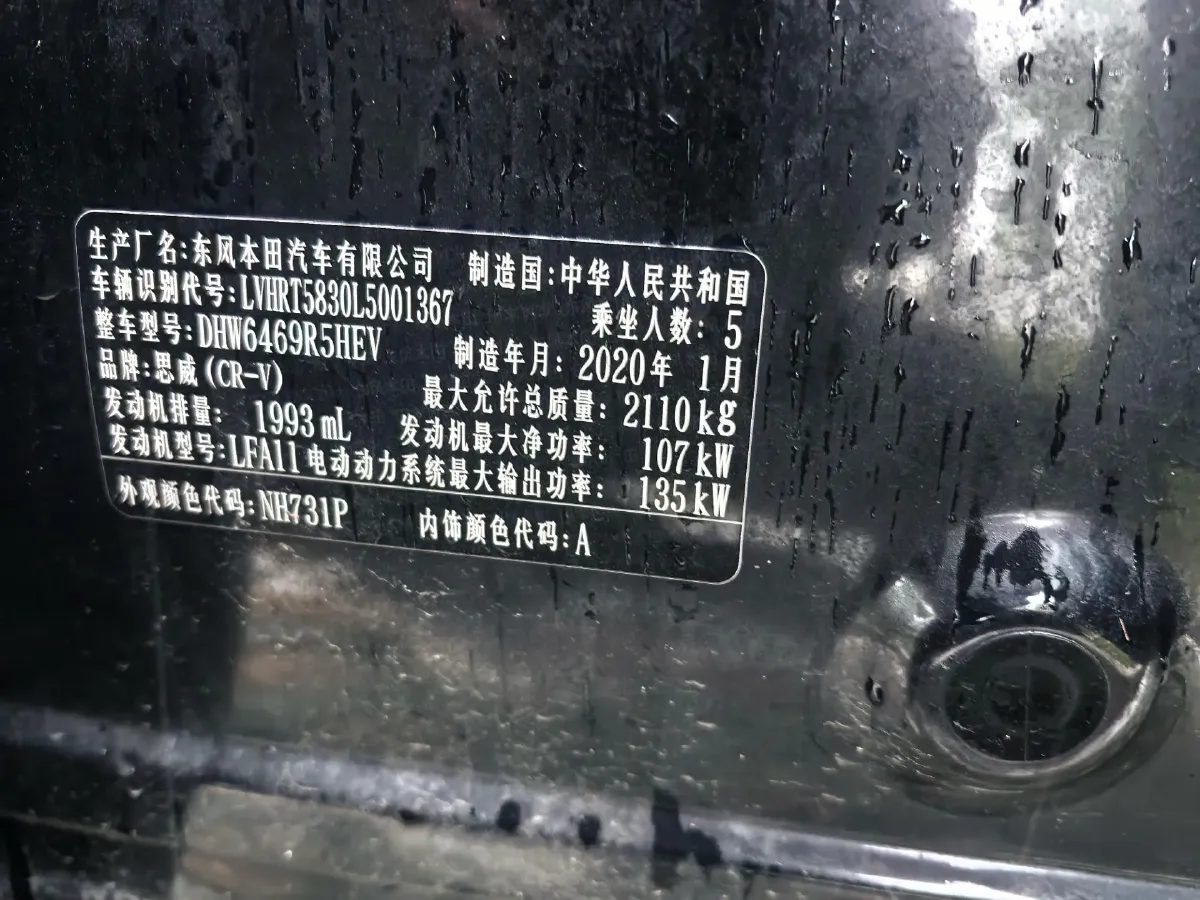 生产厂名:东风本田汽车有限公司 制造国:中华人民共和国
车辆识别代号:LVHRT5830L5001367 乘坐人数: 5
整车型号:DHW6469R5HEV 制造年月: 2020年 1月
品牌:思威(CR-V) 最大允许总质量: 2110kg
发动机排量: 1993mL 发动机最大净功率: 107kW
发动机型号:LFA11 电动动力系统最大输出功率: 135kW
外观颜色代码:NH731P 内饰颜色代码:A